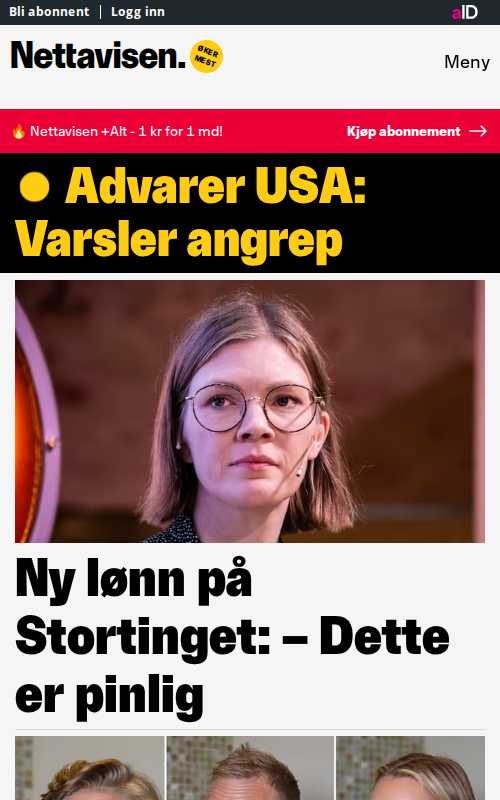 Bli abonnent
Logg inn
aID
Nettavisen.
ØKER
MEST
Meny
Nettavisen +Alt - 1 kr for 1 md!
Kjøp abonnement
Advarer USA:
Varsler angrep
Ny lønn på
Stortinget: – Dette
er pinlig